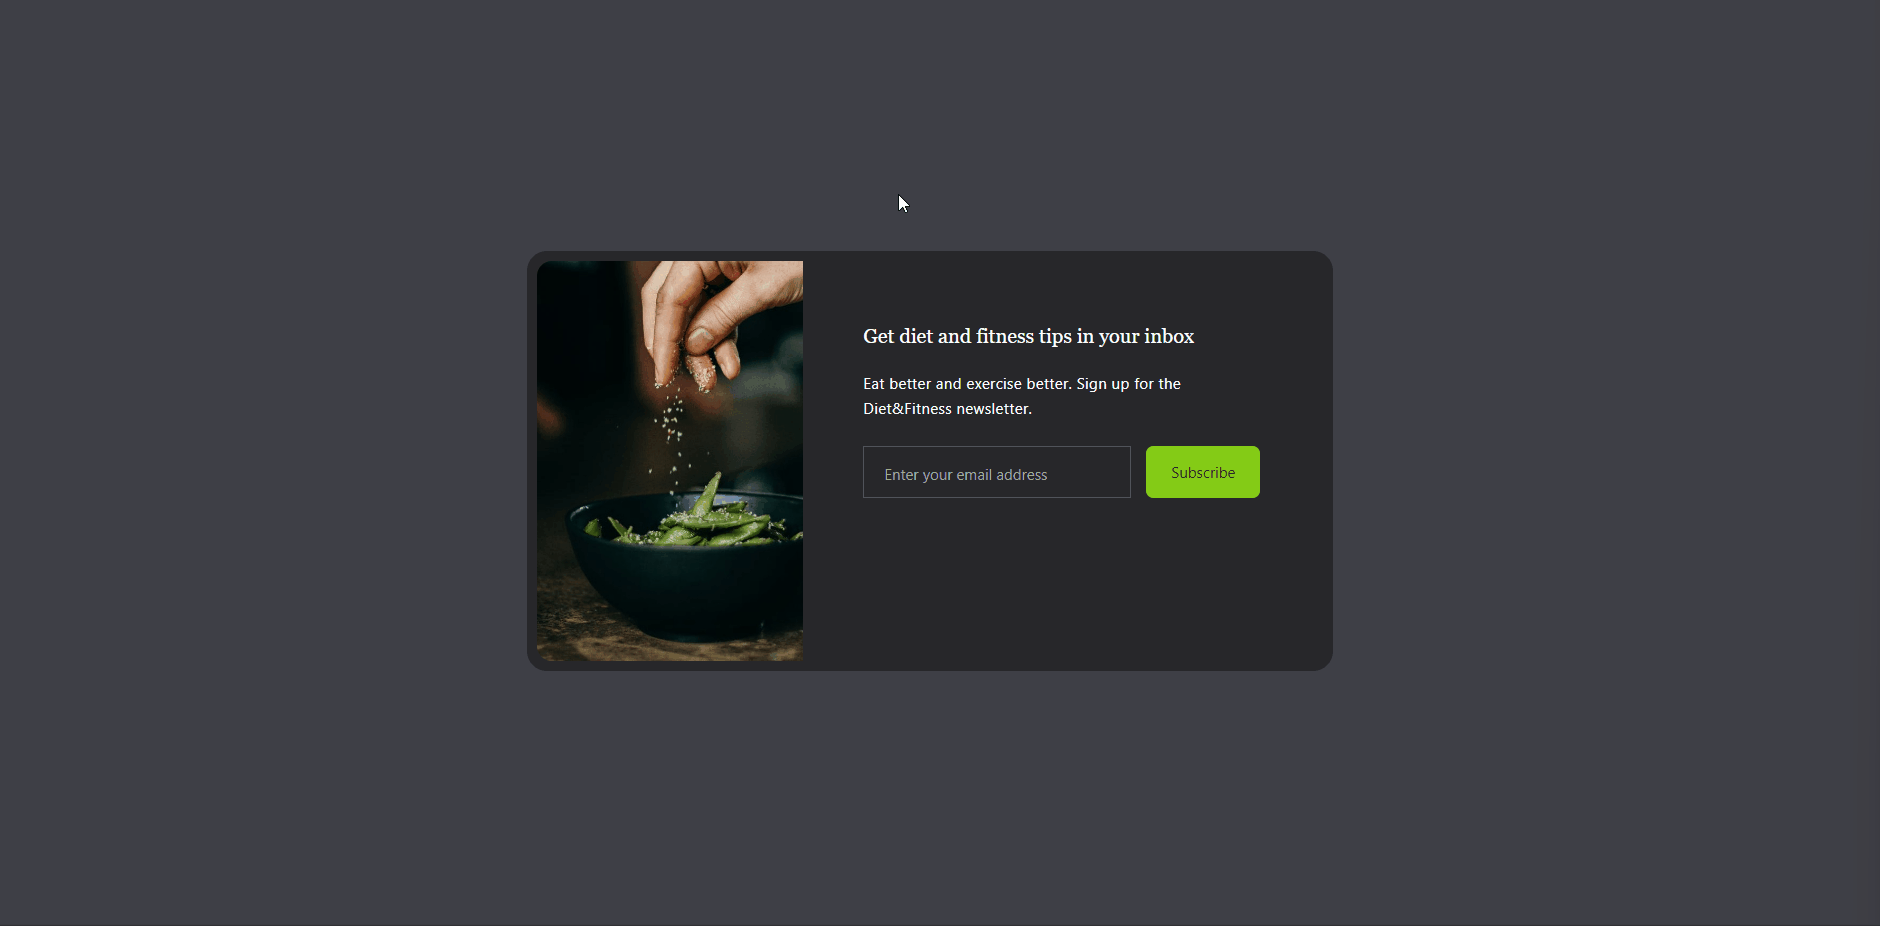 Get diet and fitness tips in your inbox
Eat better and exercise better. Sign up for the
Diet&Fitness newsletter.
Enter your email address
Subscribe